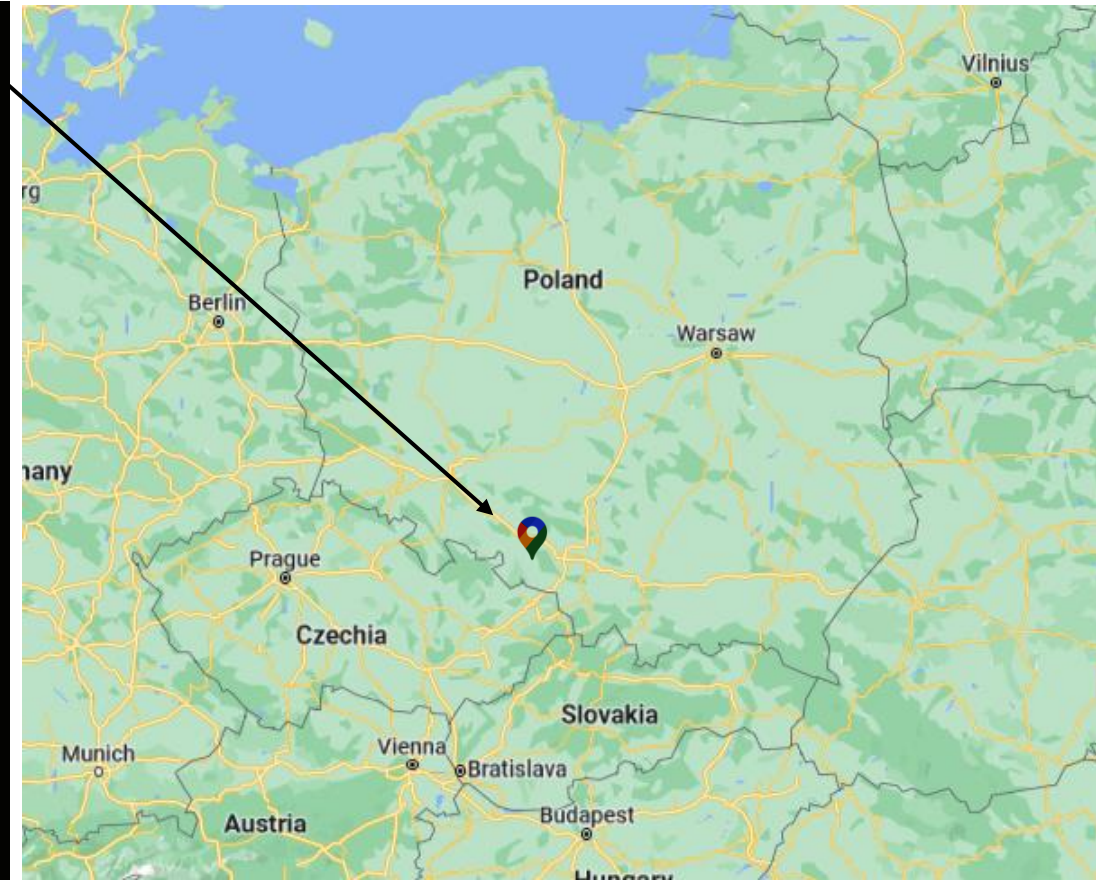 Vilnius
rg
Poland
Berlin
Warsaw
many
Prague
Czechia
Slovakia
Munich
Vienna
Bratislava
Budapest
Austria
Hungary